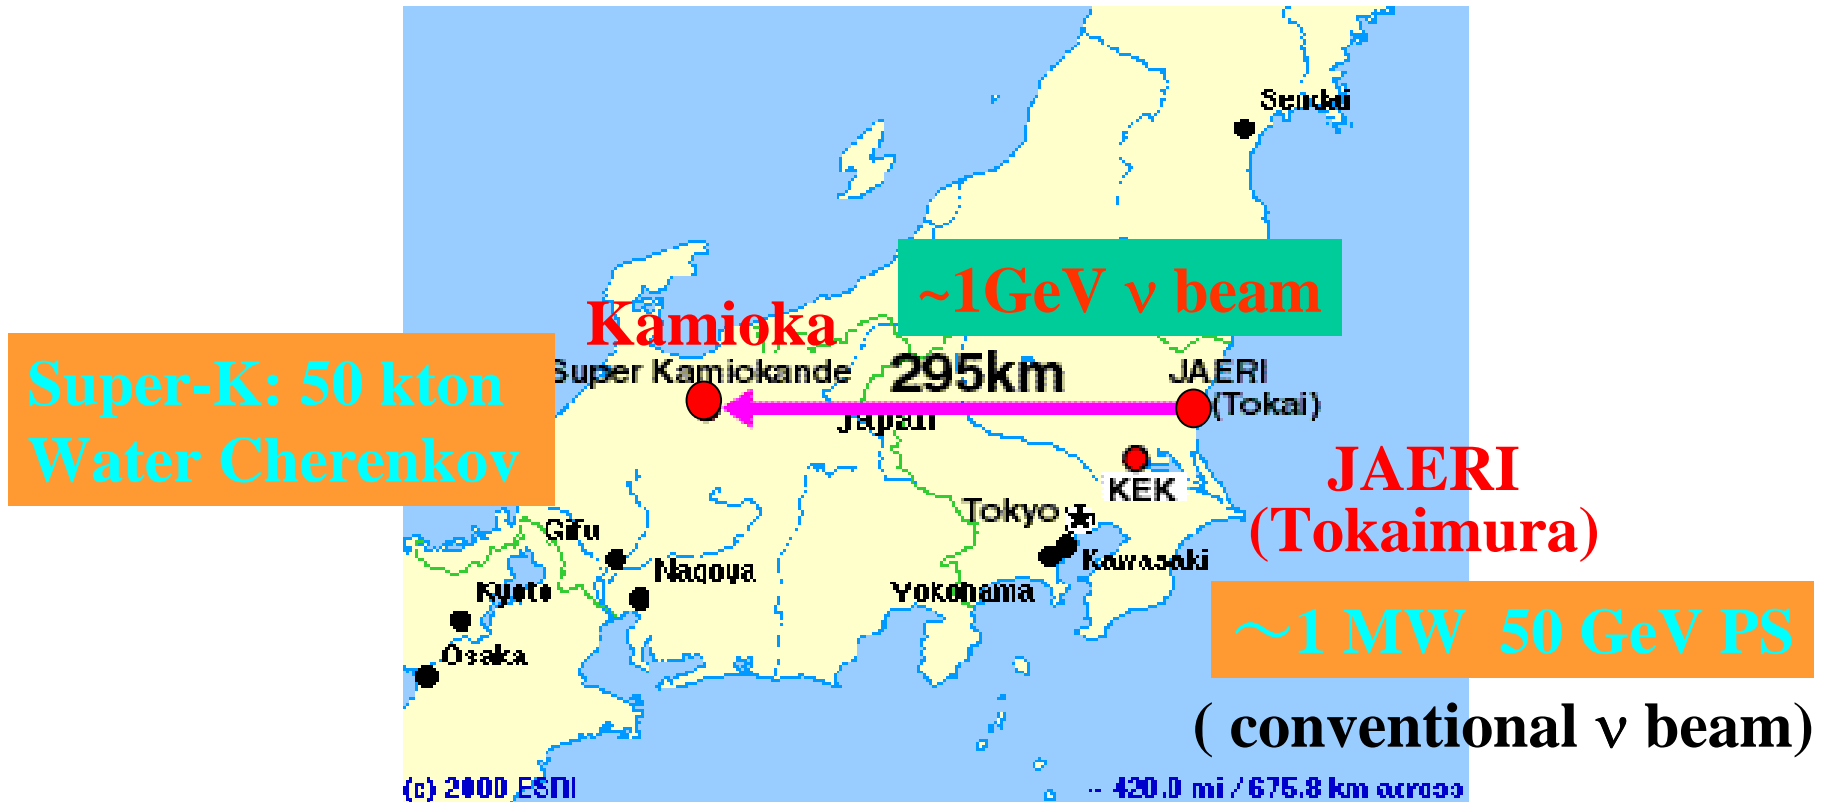 Sendai
~1GeV ν beam
Kamioka
Super Kamiokande
295km
JAERI
(Tokai)
Super-K: 50 kton
Water Cherenkov
Japan
JAERI
(Tokaimura)
KEK
Tokyo
Gifu
Nagoya
Kawasaki
Yokohama
Kyoto
Osaka
~1 MW 50 GeV PS
( conventional ν beam)
(c) 2000 ESRI
~ 420.0 mi / 675.8 km across